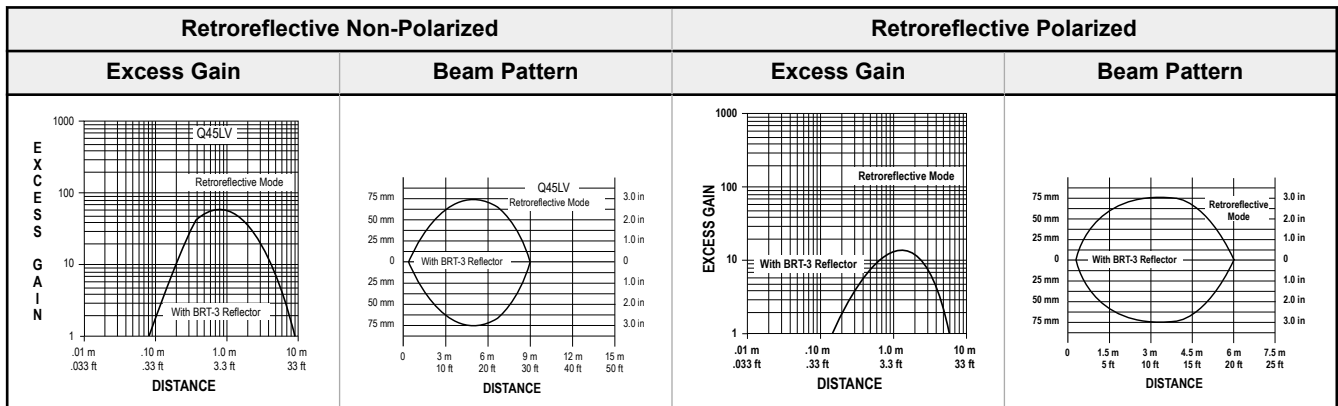 Retroreflective Non-Polarized
Retroreflective Polarized
Excess Gain
Beam Pattern
Excess Gain
Beam Pattern
EXCESS GAIN
1000
100
10
1
Q45LV
Retroreflective Mode
With BRT-3 Reflector
.01 m .10 m 1.0 m 10 m
.033 ft .33 ft 3.3 ft 33 ft
DISTANCE
75 mm
50 mm
25 mm
0
25 mm
50 mm
75 mm
Q45LV
Retroreflective Mode
With BRT-3 Reflector
3.0 in
2.0 in
1.0 in
0
1.0 in
2.0 in
3.0 in
0 3 m 6 m 9 m 12 m 15 m
10 ft 20 ft 30 ft 40 ft 50 ft
DISTANCE
EXCESS GAIN
1000
100
10
1
Retroreflective Mode
With BRT-3 Reflector
.01 m .10 m 1.0 m 10 m
.033 ft .33 ft 3.3 ft 33 ft
DISTANCE
75 mm
50 mm
25 mm
0
25 mm
50 mm
75 mm
Retroreflective
Mode
With BRT-3 Reflector
3.0 in
2.0 in
1.0 in
0
1.0 in
2.0 in
3.0 in
0 1.5 m 3 m 4.5 m 6 m 7.5 m
5 ft 10 ft 15 ft 20 ft 25 ft
DISTANCE